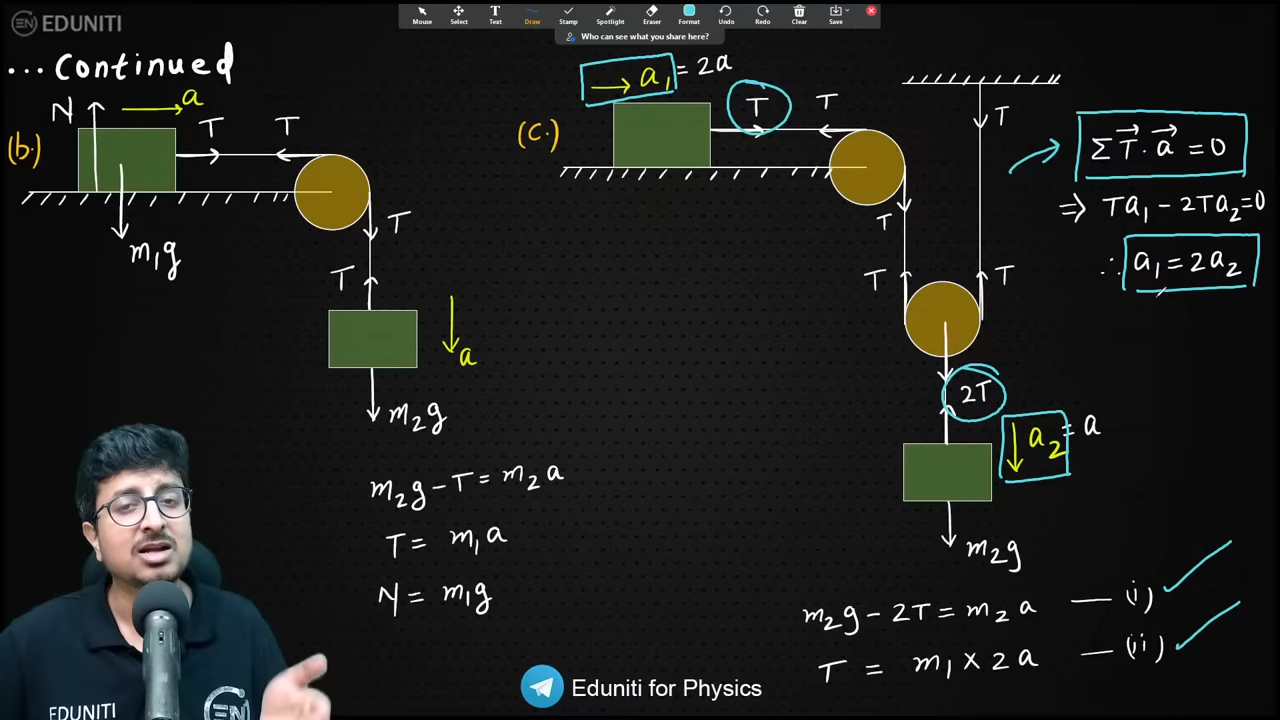 EDUNITI
Mouse Select Text Draw Stamp Spotlight Eraser Format Undo Redo Clear Save
Who can see what you share here?
... Continued
(b.)
N
a
T T
m₁g
T
T
a
m₂g
m₂g - T = m₂a
T = m₁a
N = m₁g
(c.)
a₁ = 2a
T T
T
T
T T
2T
a₂ = a
m₂g
ΣT⃗·a⃗ = 0
⇒ Ta₁ - 2Ta₂ = 0
∴ a₁ = 2a₂
m₂g - 2T = m₂a — (i)
T = m₁ × 2a — (ii)
Eduniti for Physics
EDUNITI
EN